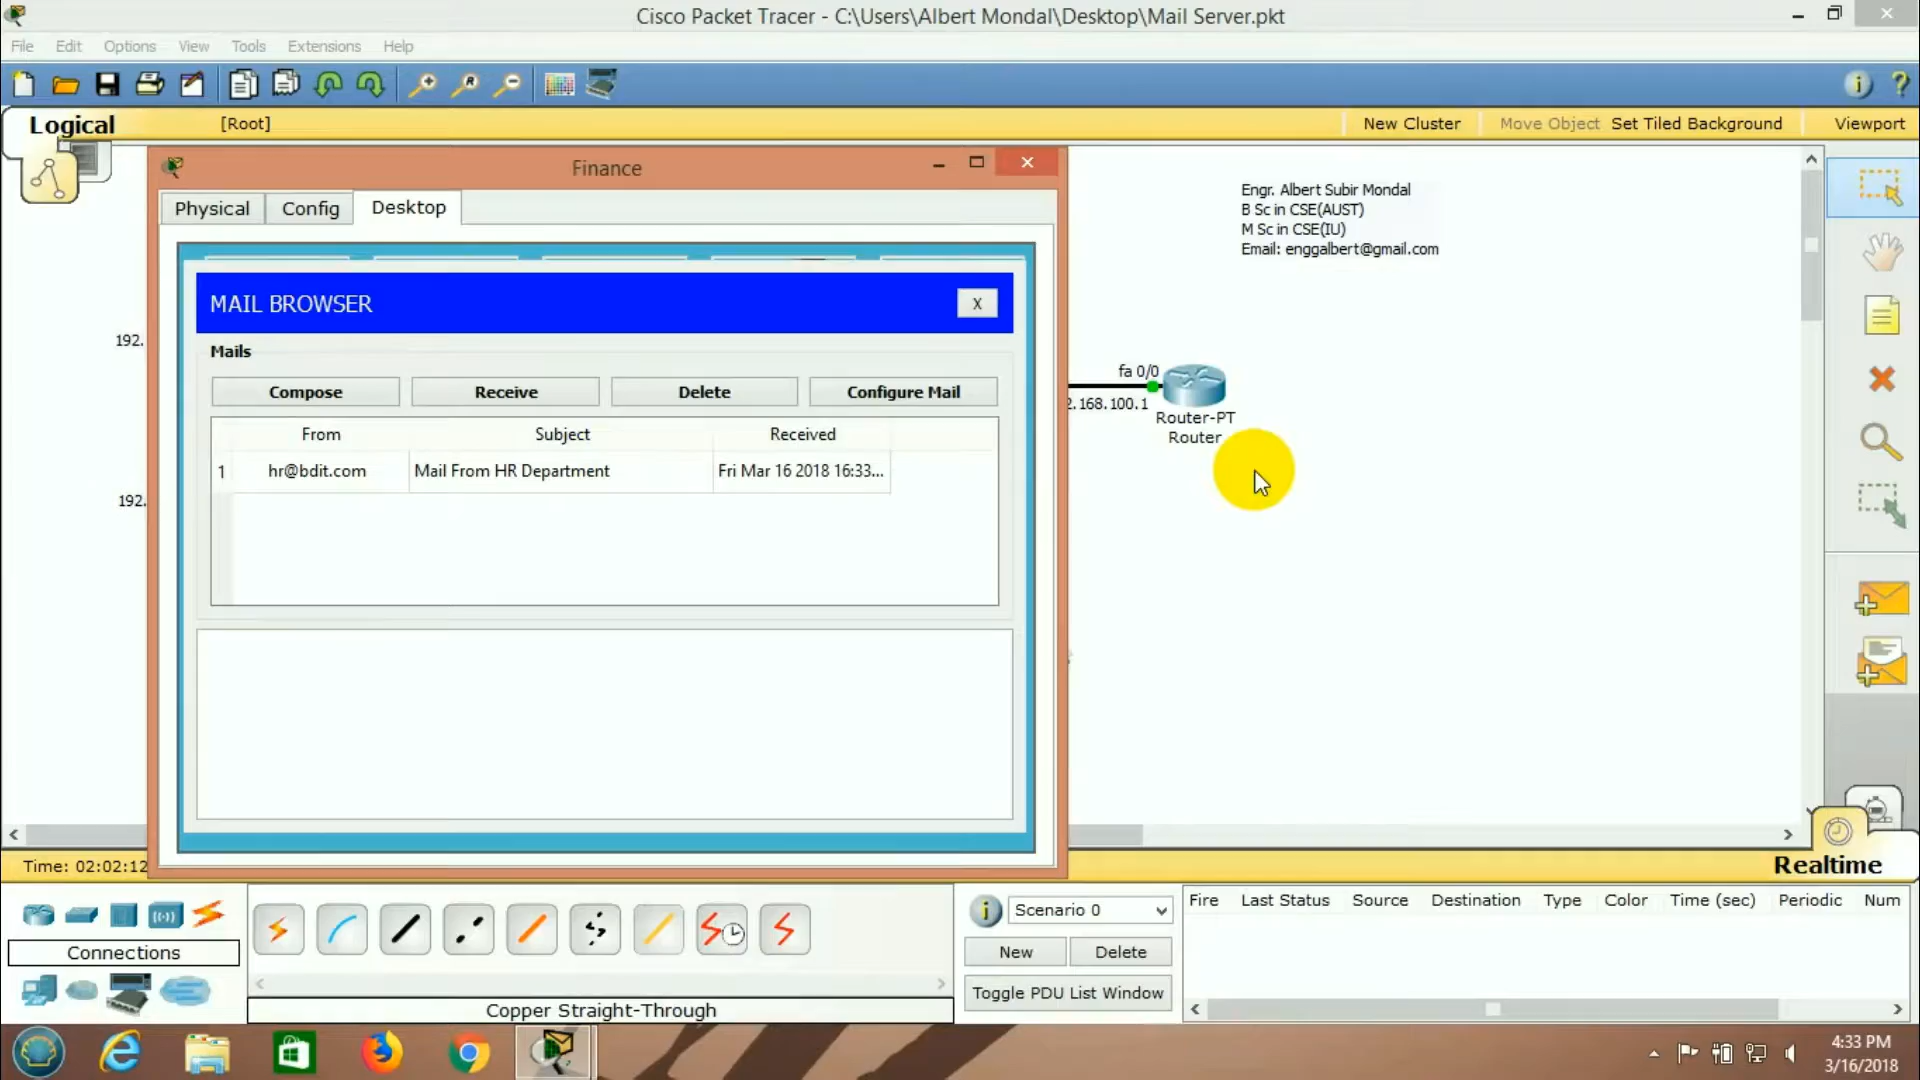 Cisco Packet Tracer - C:\Users\Albert Mondal\Desktop\Mail Server.pkt
File Edit Options View Tools Extensions Help
Logical [Root] New Cluster Move Object Set Tiled Background Viewport
Finance
Physical Config Desktop
MAIL BROWSER X
Mails
Compose Receive Delete Configure Mail
From Subject Received
1 hr@bdit.com Mail From HR Department Fri Mar 16 2018 16:33...
192.
192.
Engr. Albert Subir Mondal
B Sc in CSE(AUST)
M Sc in CSE(IU)
Email: enggalbert@gmail.com
fa 0/0
2.168.100.1
Router-PT
Router
Time: 02:02:12
Realtime
Connections
Copper Straight-Through
Scenario 0
New Delete
Toggle PDU List Window
Fire Last Status Source Destination Type Color Time (sec) Periodic Num
4:33 PM
3/16/2018